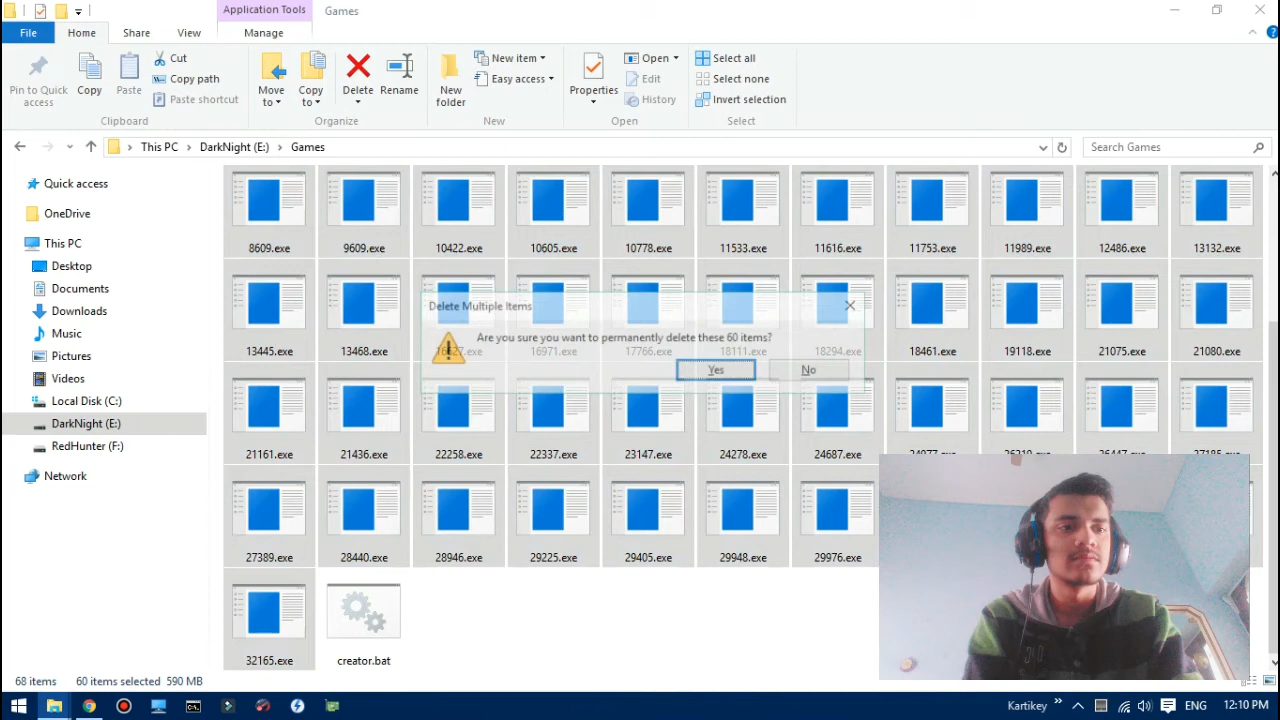 Application Tools
Games
File
Home
Share
View
Manage
Pin to Quick access
Copy
Paste
Cut
Copy path
Paste shortcut
Clipboard
Move to
Copy to
Delete
Rename
Organize
New folder
New item
Easy access
New
Properties
Open
Edit
History
Open
Select all
Select none
Invert selection
Select
This PC > DarkNight (E:) > Games
Search Games
Quick access
OneDrive
This PC
Desktop
Documents
Downloads
Music
Pictures
Videos
Local Disk (C:)
DarkNight (E:)
RedHunter (F:)
Network
8609.exe 9609.exe 10422.exe 10605.exe 10778.exe 11533.exe 11616.exe 11753.exe 11989.exe 12486.exe 13132.exe
Delete Multiple Items
Are you sure you want to permanently delete these 60 items?
Yes No
13445.exe 13468.exe 16971.exe 17766.exe 18111.exe 18294.exe 18461.exe 19118.exe 21075.exe 21080.exe
21161.exe 21436.exe 22258.exe 22337.exe 23147.exe 24278.exe 24687.exe
27389.exe 28440.exe 28946.exe 29225.exe 29405.exe 29948.exe 29976.exe
32165.exe creator.bat
68 items 60 items selected 590 MB
Kartikey
ENG
12:10 PM